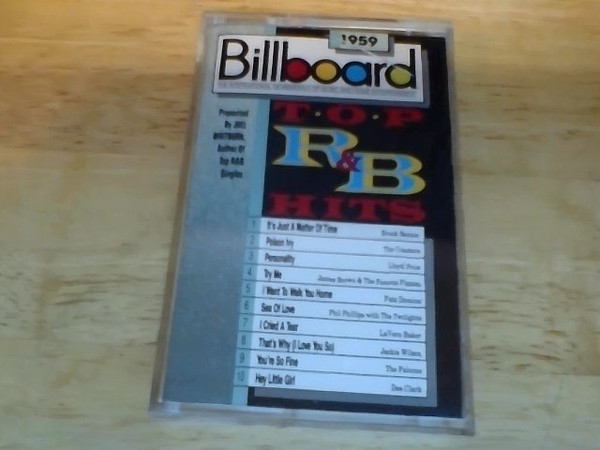 1959
Billboard
Presented
By JOEL
WHITBURN,
Author Of
Top R&B
Singles
T·O·P
R&B
HITS
1 It's Just A Matter Of Time Brook Benton
2 Poison Ivy The Coasters
3 Personality Lloyd Price
4 Try Me James Brown & The Famous Flames
5 I Want To Walk You Home Fats Domino
6 Sea Of Love Phil Phillips with The Twilights
7 I Cried A Tear LaVern Baker
8 That's Why (I Love You So) Jackie Wilson
9 You're So Fine The Falcons
10 Hey Little Girl Dee Clark